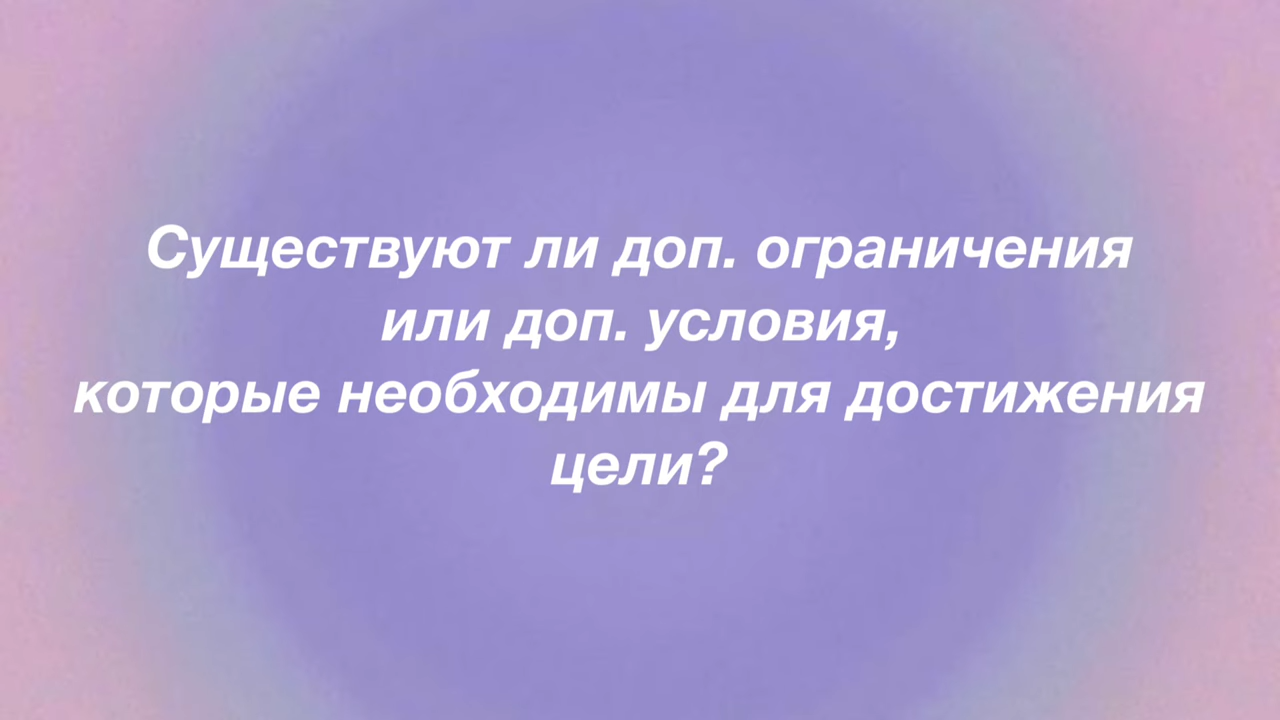 Существуют ли доп. ограничения
или доп. условия,
которые необходимы для достижения
цели?